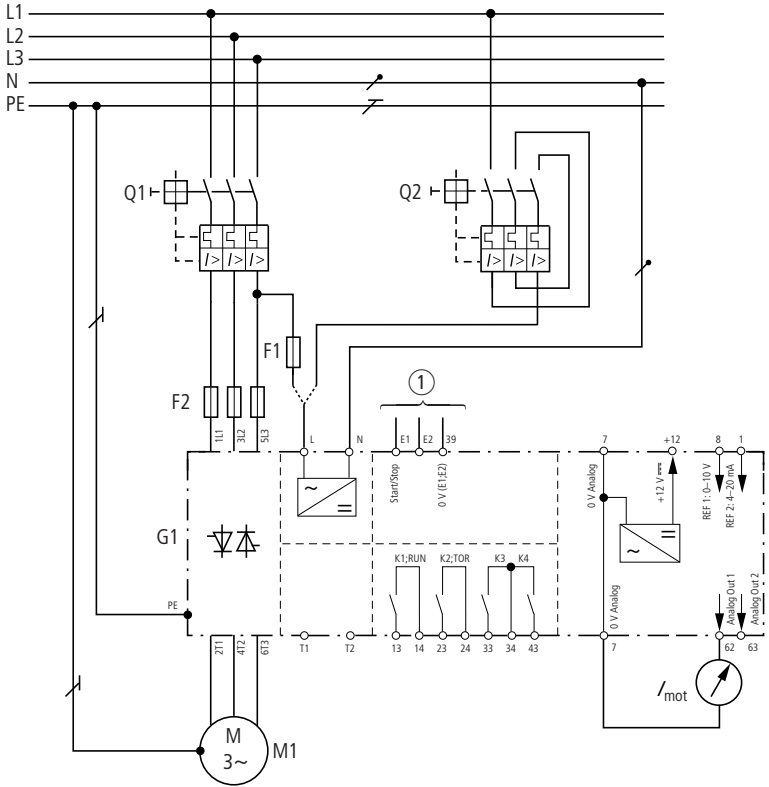 L1
L2
L3
N
PE
Q1
Q2
I> I> I>
I> I> I>
F1
F2
1
1L1 3L2 5L3
L N
E1 E2 39
7 +12 8 1
Start/Stop
0 V (E1;E2)
0 V Analog
+12 V
REF 1: 0–10 V
REF 2: 4–20 mA
~ =
= ~
G1
K1;RUN K2;TOR K3 K4
0 V Analog
Analog Out 1
Analog Out 2
PE
2T1 4T2 6T3
T1 T2
13 14 23 24 33 34 43
7 62 63
Imot
M
3~
M1